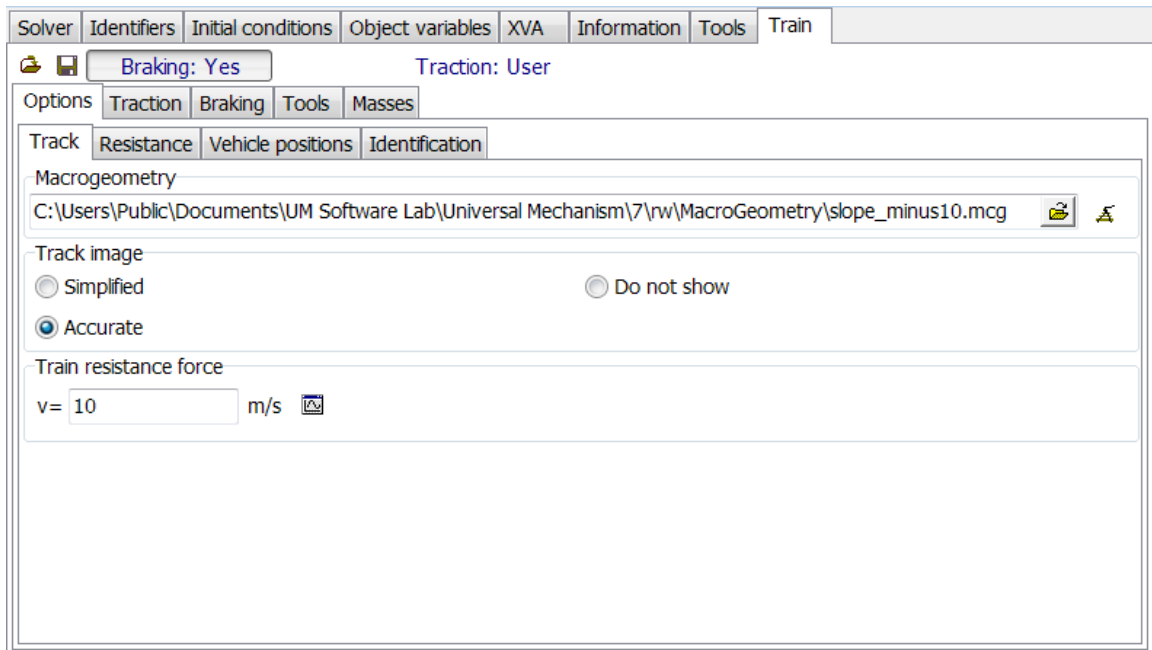 Solver Identifiers Initial conditions Object variables XVA Information Tools Train
Braking: Yes Traction: User
Options Traction Braking Tools Masses
Track Resistance Vehicle positions Identification
Macrogeometry
C:\Users\Public\Documents\UM Software Lab\Universal Mechanism\7\rw\MacroGeometry\slope_minus10.mcg
Track image
Simplified Do not show
Accurate
Train resistance force
v= 10 m/s